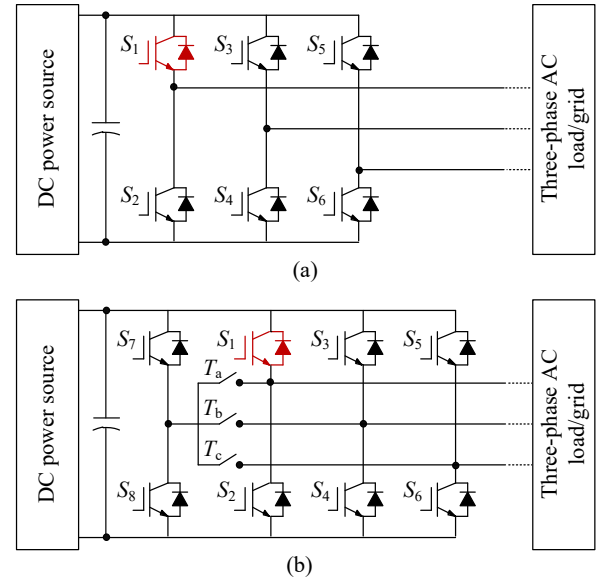 DC power source
S1
S3
S5
S2
S4
S6
Three-phase AC
load/grid
(a)
DC power source
S7
S1
S3
S5
Ta
Tb
Tc
S8
S2
S4
S6
Three-phase AC
load/grid
(b)